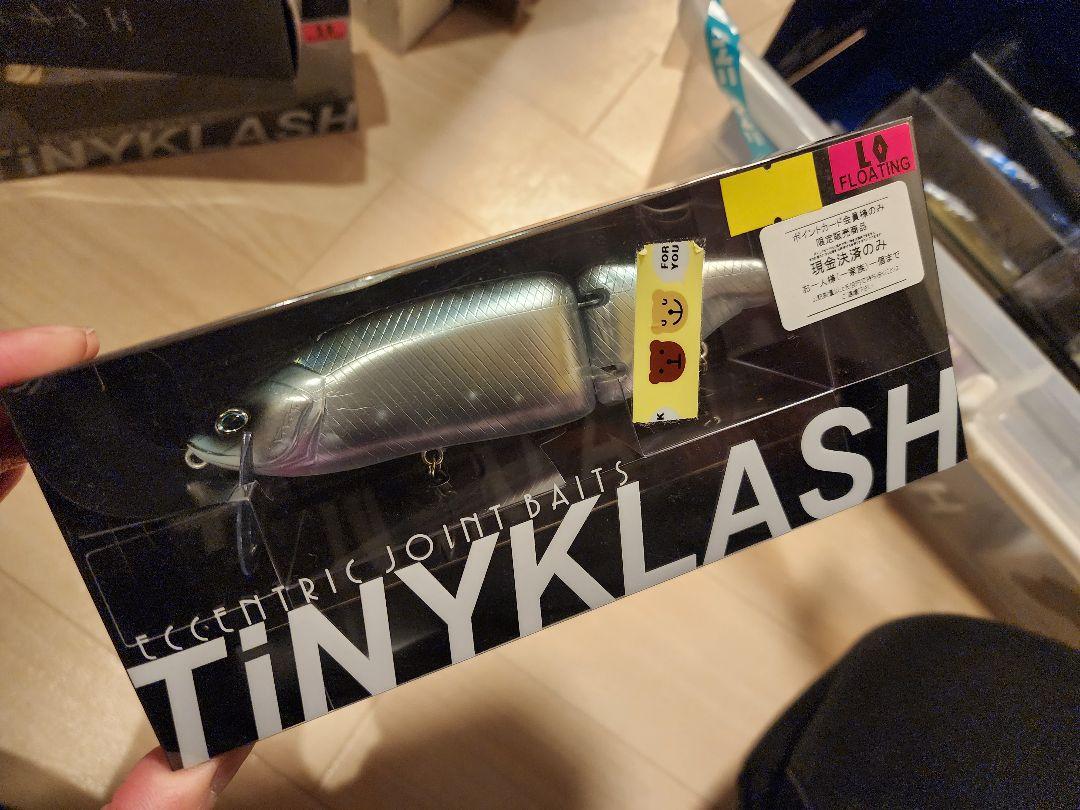 TiNYKLASH
LO
FLOATING
ポイントカード会員様のみ
限定販売商品
現金決済のみ
お一人様(一家族)一個まで
FOR
YOU
ECCENTRIC JOINT BAITS
TiNYKLASH